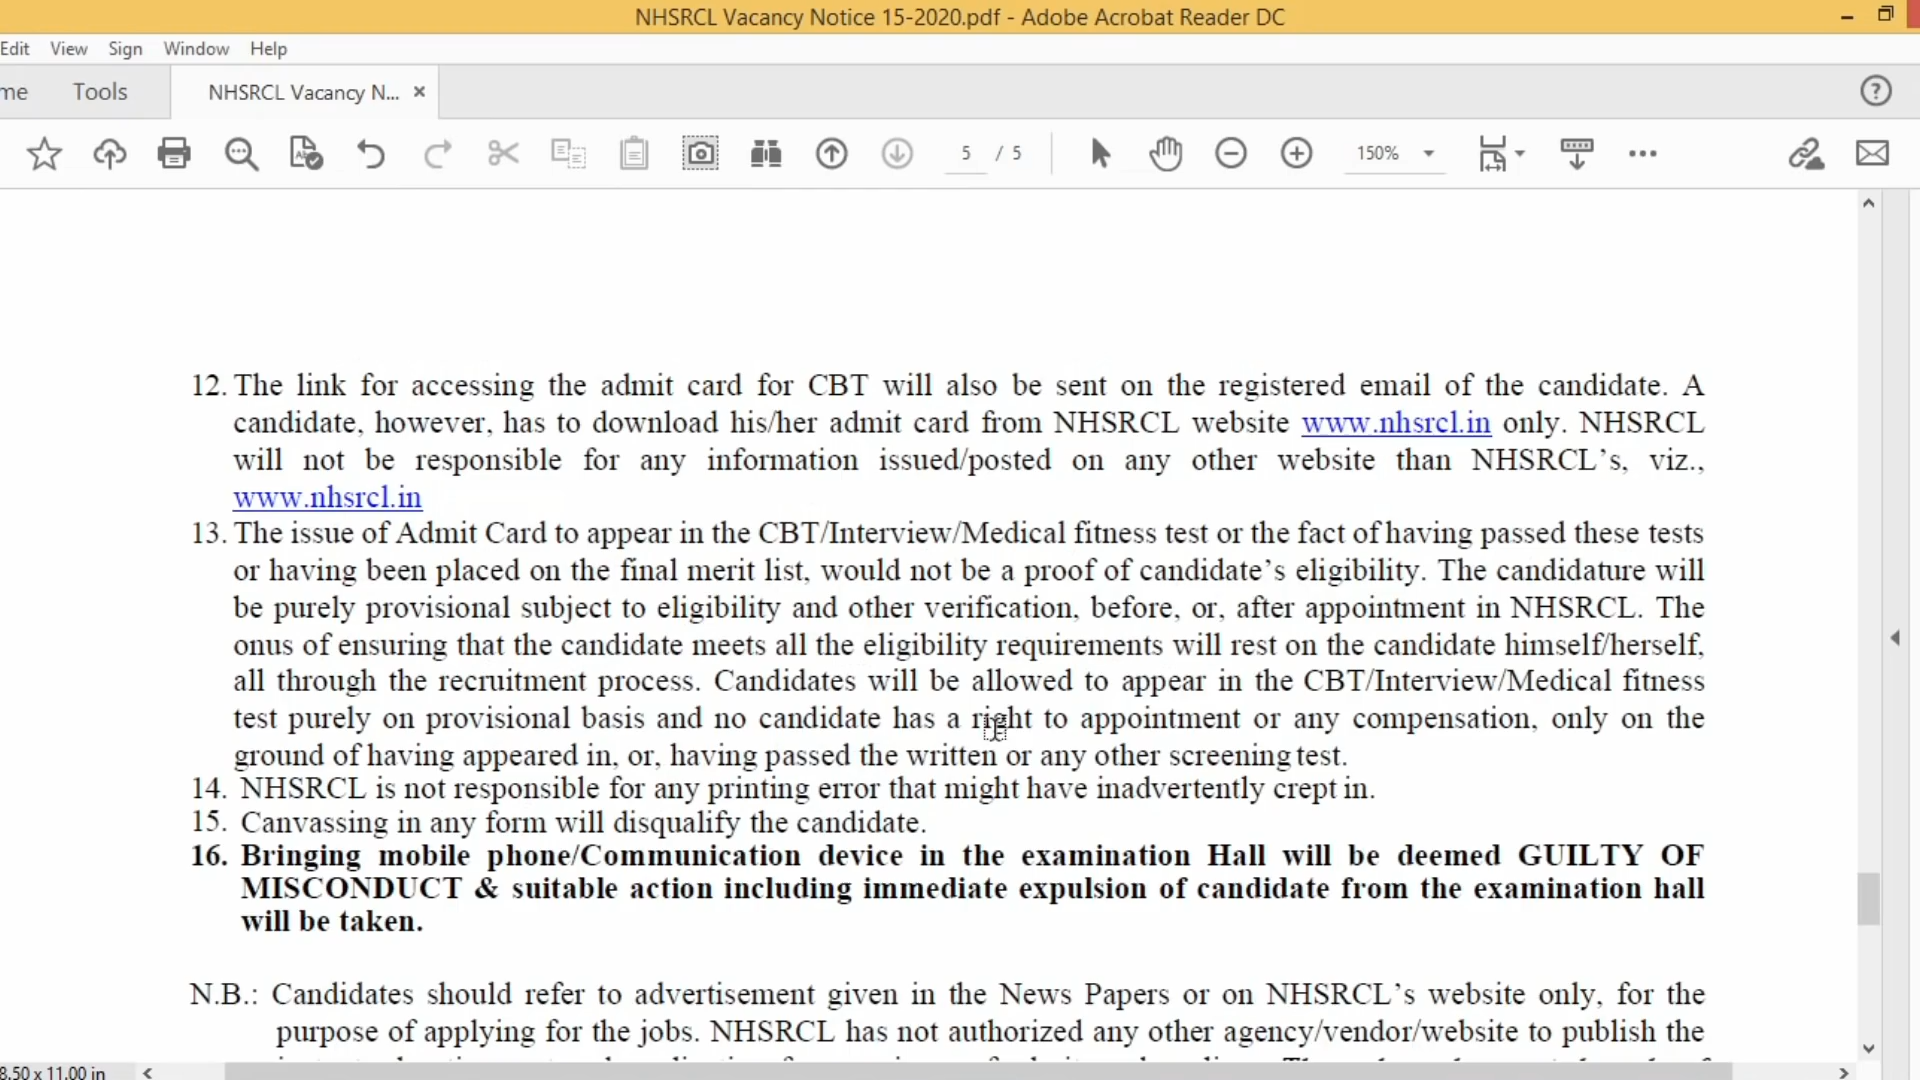 NHSRCL Vacancy Notice 15-2020.pdf - Adobe Acrobat Reader DC
Edit View Sign Window Help
me Tools NHSRCL Vacancy N... ×
5 / 5 150%
12. The link for accessing the admit card for CBT will also be sent on the registered email of the candidate. A
candidate, however, has to download his/her admit card from NHSRCL website www.nhsrcl.in only. NHSRCL
will not be responsible for any information issued/posted on any other website than NHSRCL’s, viz.,
www.nhsrcl.in
13. The issue of Admit Card to appear in the CBT/Interview/Medical fitness test or the fact of having passed these tests
or having been placed on the final merit list, would not be a proof of candidate’s eligibility. The candidature will
be purely provisional subject to eligibility and other verification, before, or, after appointment in NHSRCL. The
onus of ensuring that the candidate meets all the eligibility requirements will rest on the candidate himself/herself,
all through the recruitment process. Candidates will be allowed to appear in the CBT/Interview/Medical fitness
test purely on provisional basis and no candidate has a right to appointment or any compensation, only on the
ground of having appeared in, or, having passed the written or any other screening test.
14. NHSRCL is not responsible for any printing error that might have inadvertently crept in.
15. Canvassing in any form will disqualify the candidate.
16. Bringing mobile phone/Communication device in the examination Hall will be deemed GUILTY OF
MISCONDUCT & suitable action including immediate expulsion of candidate from the examination hall
will be taken.
N.B.: Candidates should refer to advertisement given in the News Papers or on NHSRCL’s website only, for the
purpose of applying for the jobs. NHSRCL has not authorized any other agency/vendor/website to publish the
8.50 x 11.00 in